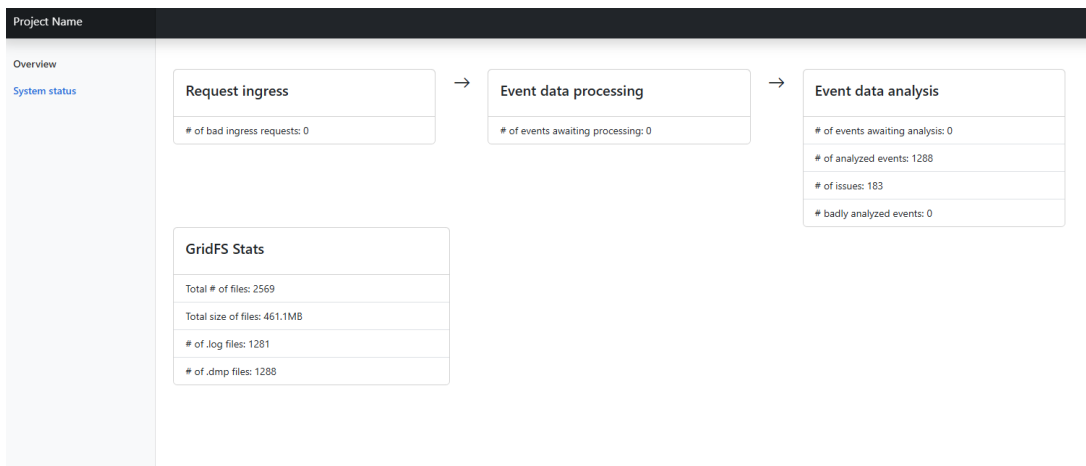 Project Name
Overview
System status
Request ingress
# of bad ingress requests: 0
→
Event data processing
# of events awaiting processing: 0
→
Event data analysis
# of events awaiting analysis: 0
# of analyzed events: 1288
# of issues: 183
# badly analyzed events: 0
GridFS Stats
Total # of files: 2569
Total size of files: 461.1MB
# of .log files: 1281
# of .dmp files: 1288